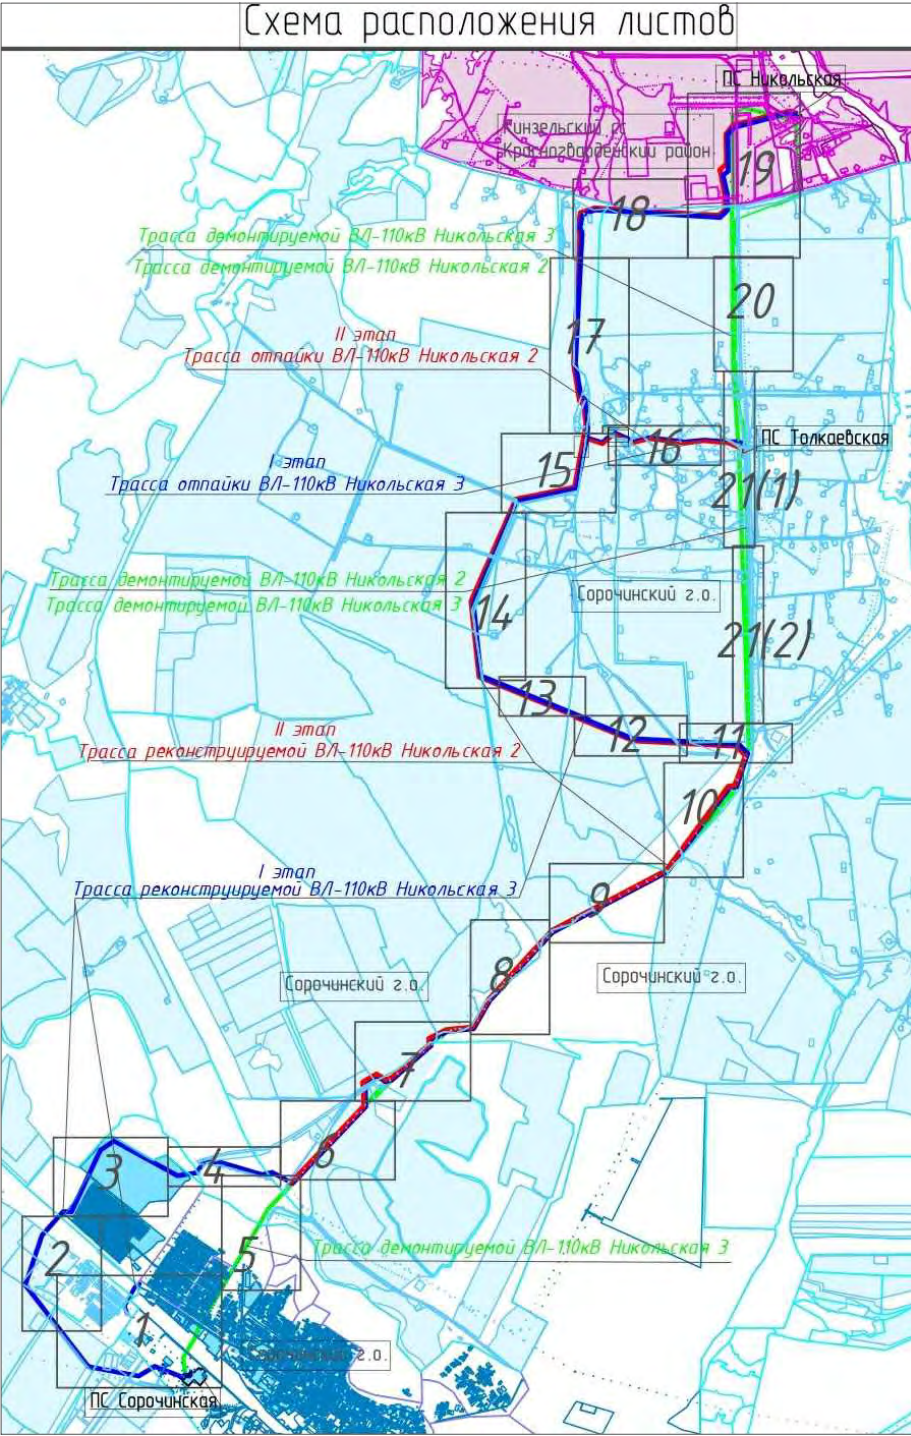 Схема расположения листов
ПС Никольская
Кинзельский сс
Красногвардейский район
19
18
Трасса демонтируемой ВЛ-110кВ Никольская 3
Трасса демонтируемой ВЛ-110кВ Никольская 2
20
17
II этап
Трасса отпайки ВЛ-110кВ Никольская 2
ПС Толкаевская
16
15
I этап
Трасса отпайки ВЛ-110кВ Никольская 3
21(1)
Трасса демонтируемой ВЛ-110кВ Никольская 2
Трасса демонтируемой ВЛ-110кВ Никольская 3
Сорочинский г.о.
14
21(2)
13
12
11
II этап
Трасса реконструируемой ВЛ-110кВ Никольская 2
10
I этап
Трасса реконструируемой ВЛ-110кВ Никольская 3
9
8
Сорочинский г.о.
Сорочинский г.о.
7
6
4
3
5
2
Трасса демонтируемой ВЛ-110кВ Никольская 3
1
Сорочинский г.о.
ПС Сорочинская